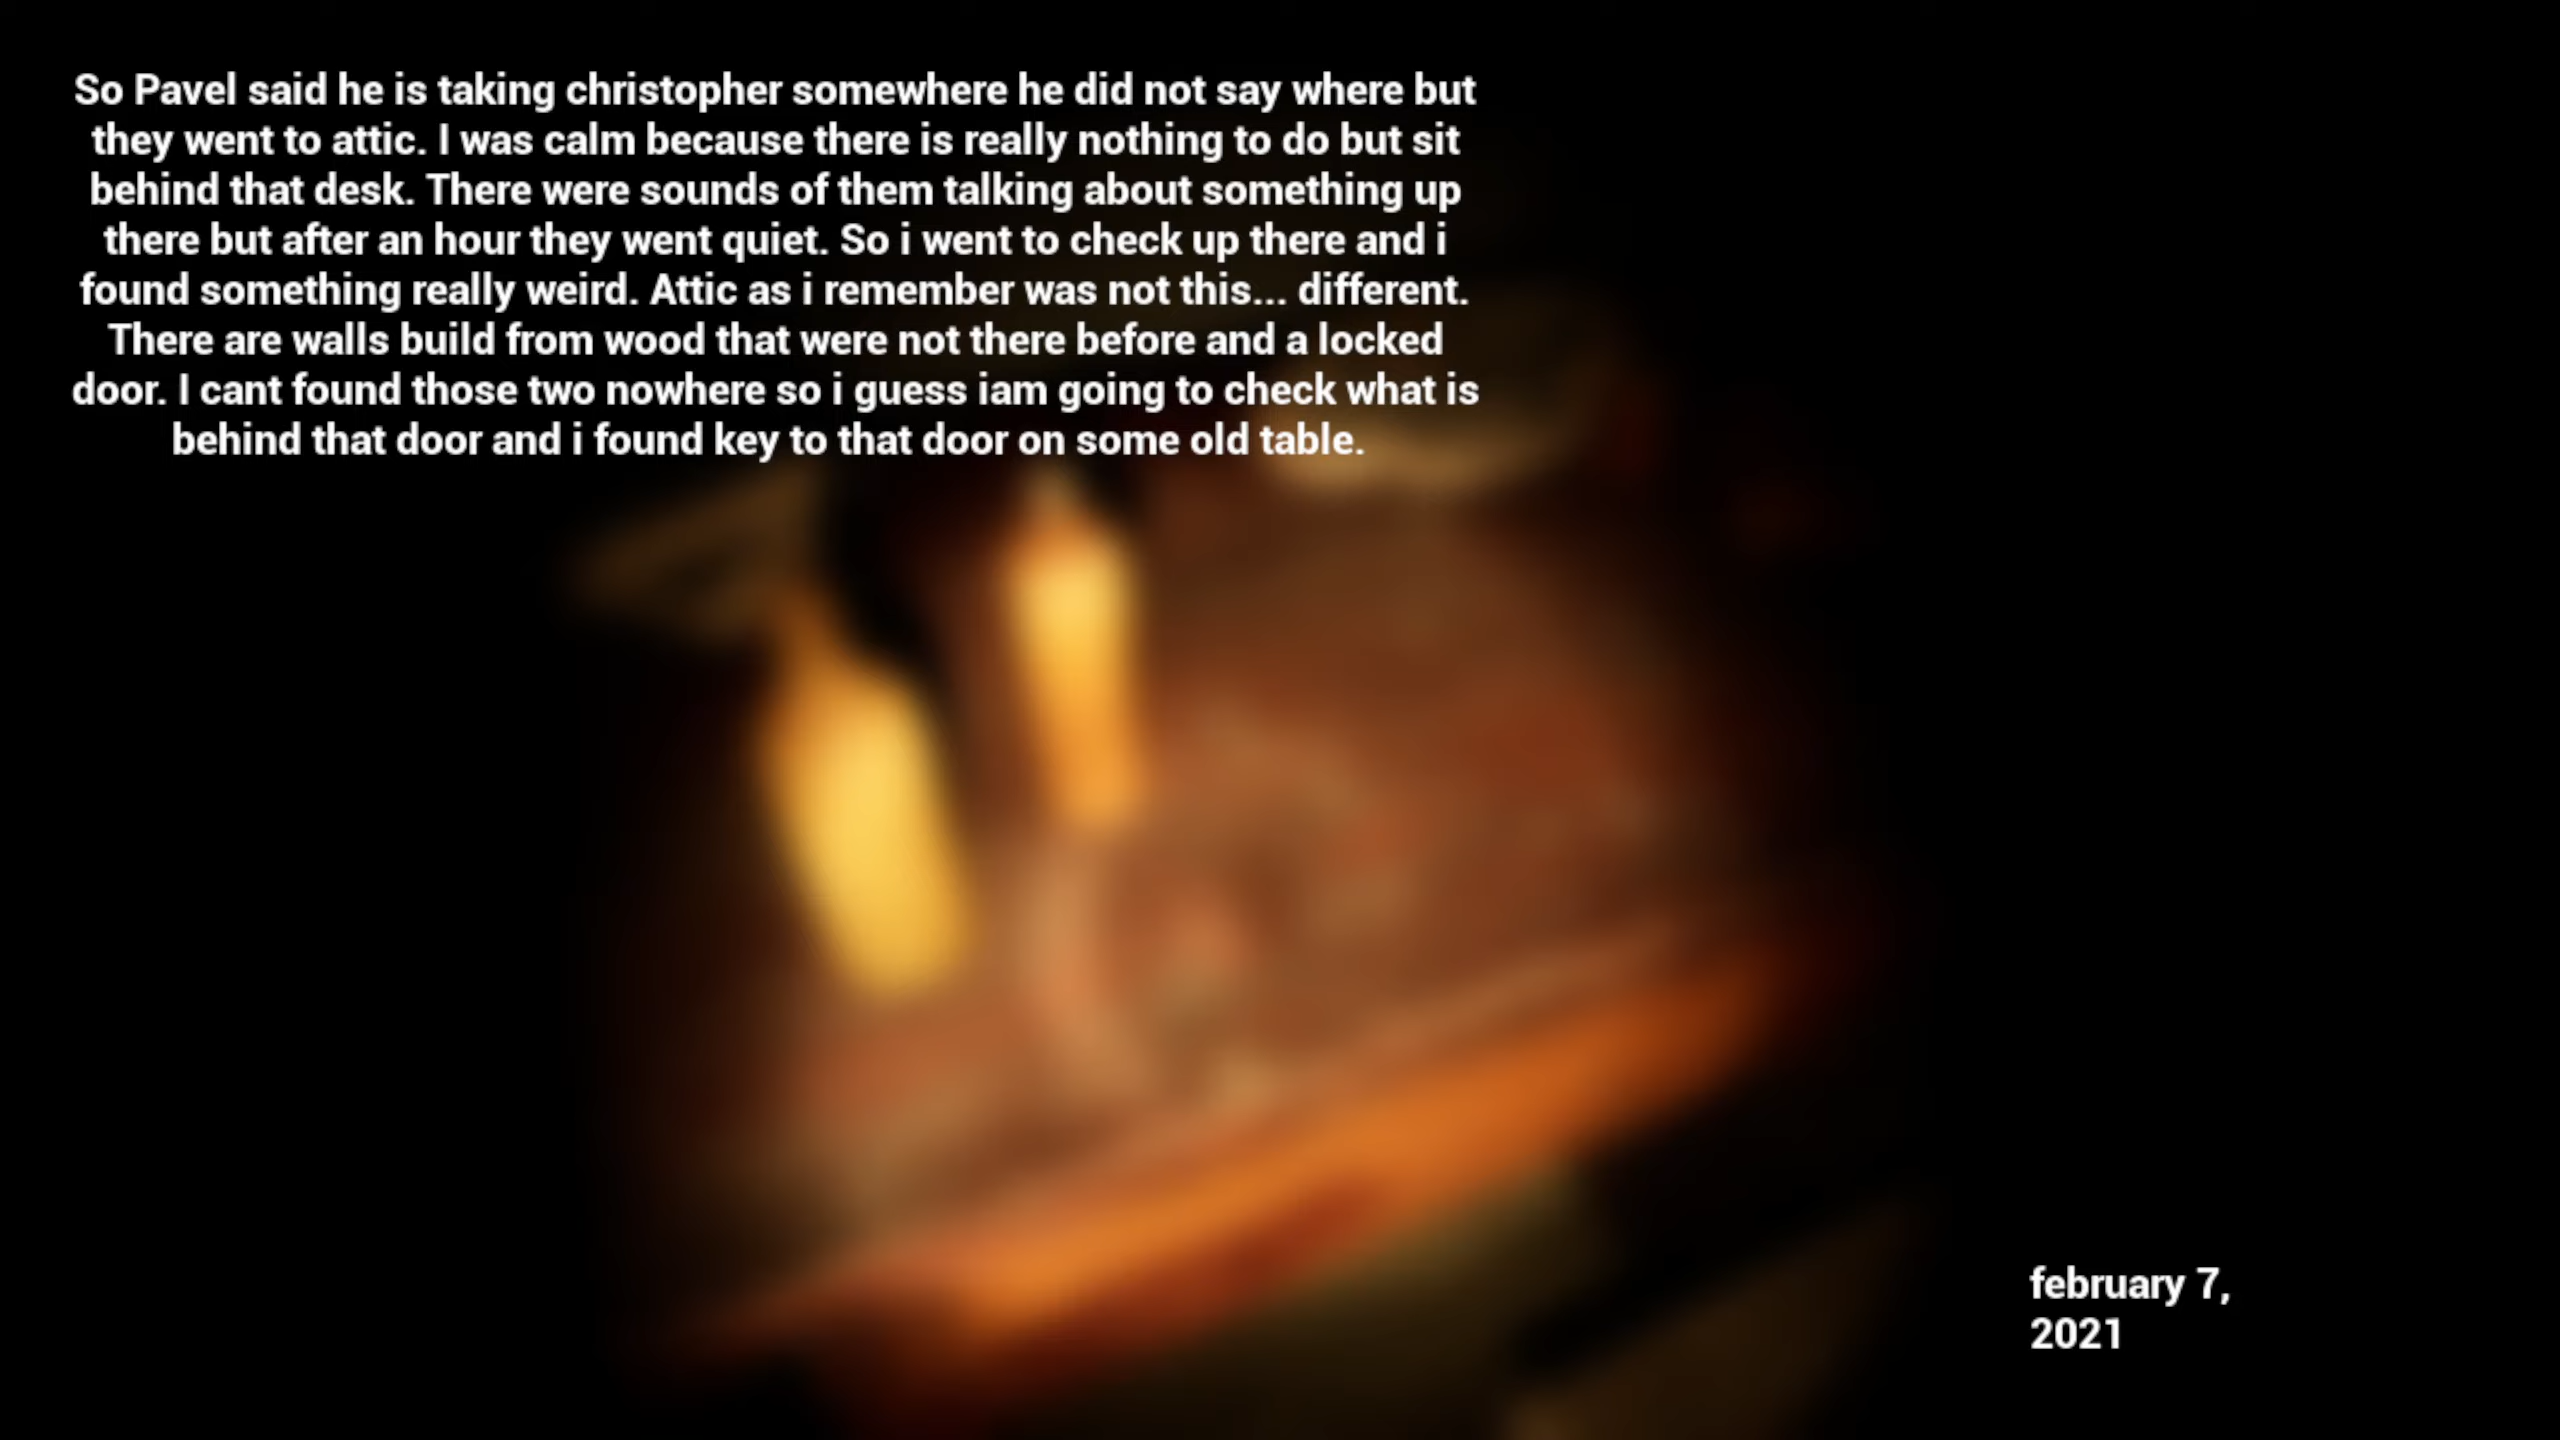 So Pavel said he is taking christopher somewhere he did not say where but
they went to attic. I was calm because there is really nothing to do but sit
behind that desk. There were sounds of them talking about something up
there but after an hour they went quiet. So i went to check up there and i
found something really weird. Attic as i remember was not this... different.
There are walls build from wood that were not there before and a locked
door. I cant found those two nowhere so i guess iam going to check what is
behind that door and i found key to that door on some old table.
february 7,
2021